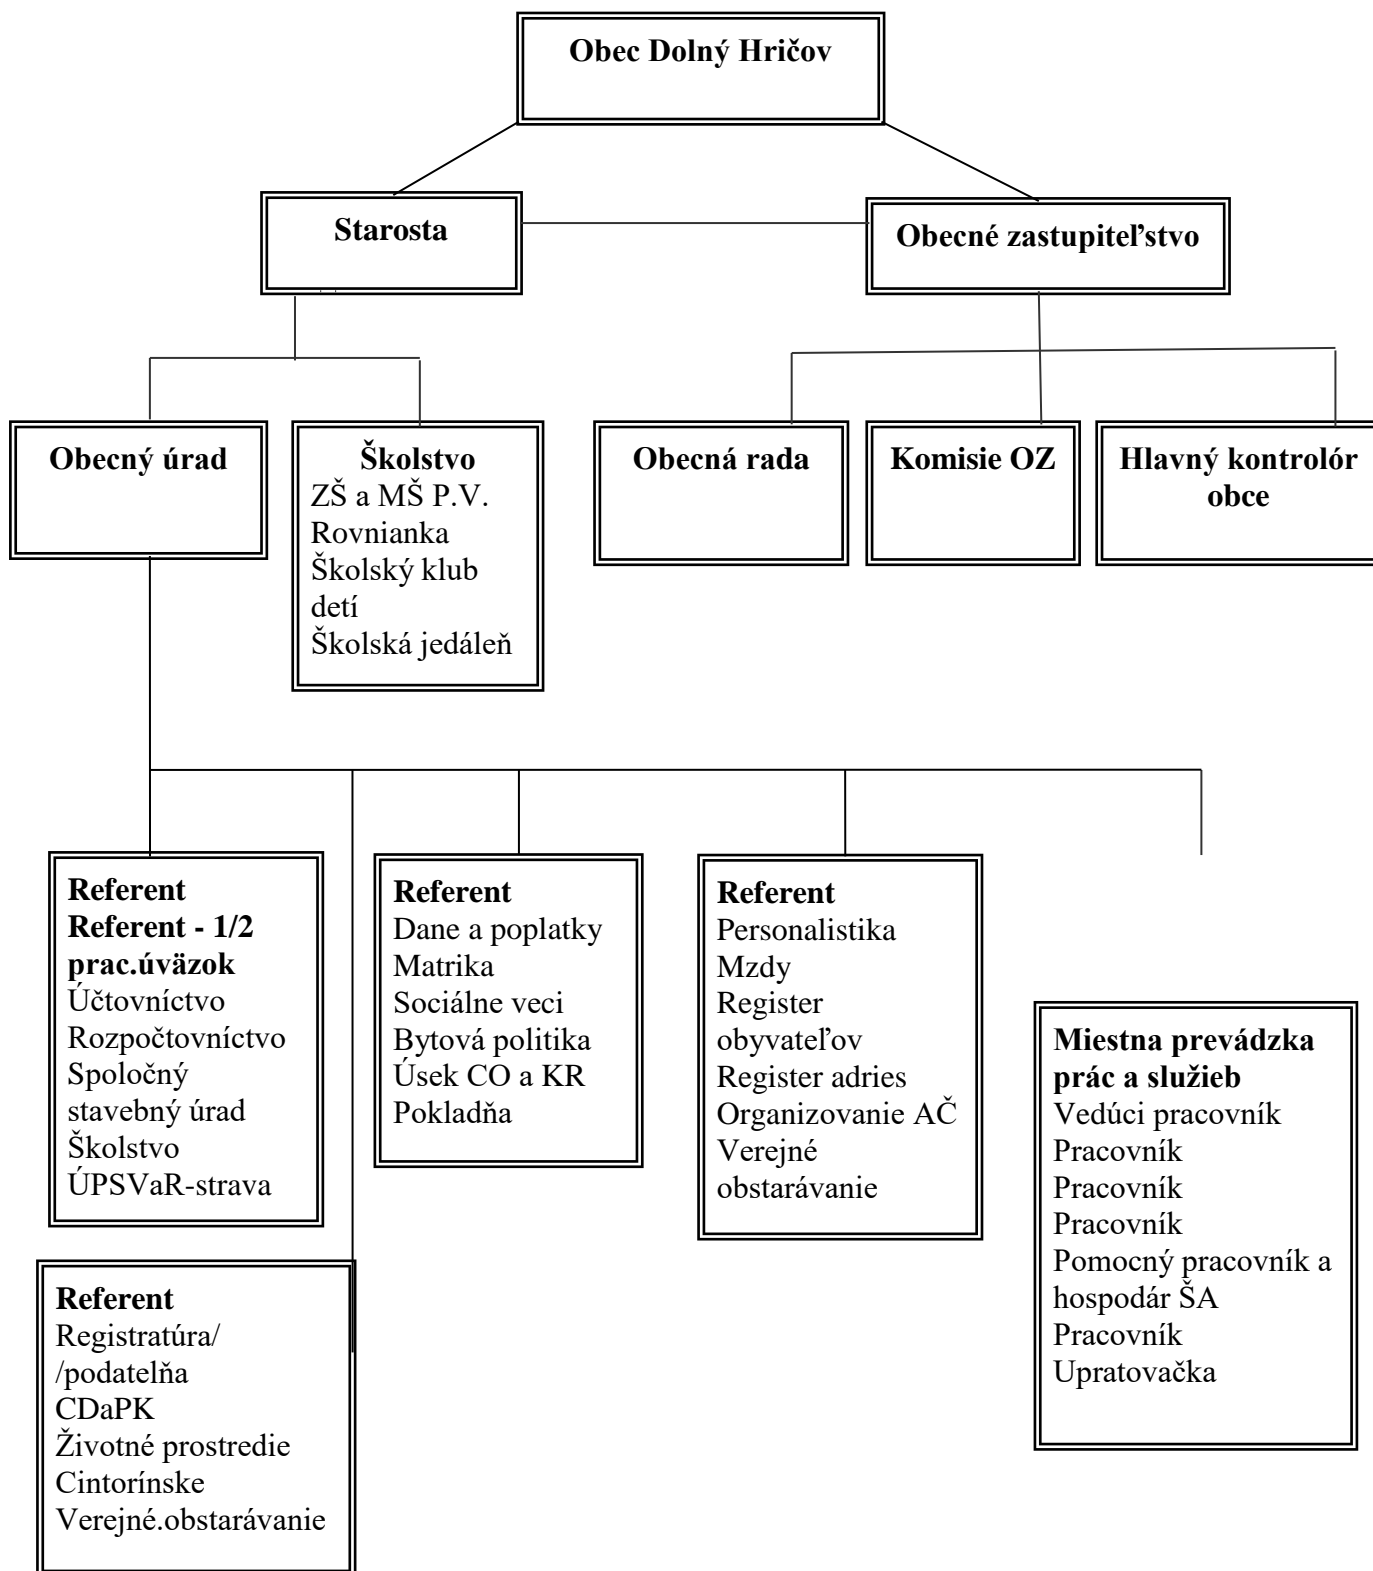 Obec Dolný Hričov
Starosta
Obecné zastupiteľstvo
Obecný úrad
Školstvo
ZŠ a MŠ P.V.
Rovnianka
Školský klub
detí
Školská jedáleň
Obecná rada
Komisie OZ
Hlavný kontrolór
obce
Referent
Referent - 1/2
prac.úväzok
Účtovníctvo
Rozpočtovníctvo
Spoločný
stavebný úrad
Školstvo
ÚPSVaR-strava
Referent
Dane a poplatky
Matrika
Sociálne veci
Bytová politika
Úsek CO a KR
Pokladňa
Referent
Personalistika
Mzdy
Register
obyvateľov
Register adries
Organizovanie AČ
Verejné
obstarávanie
Miestna prevádzka
prác a služieb
Vedúci pracovník
Pracovník
Pracovník
Pracovník
Pomocný pracovník a
hospodár ŠA
Pracovník
Upratovačka
Referent
Registratúra/
/podatelňa
CDaPK
Životné prostredie
Cintorínske
Verejné.obstarávanie